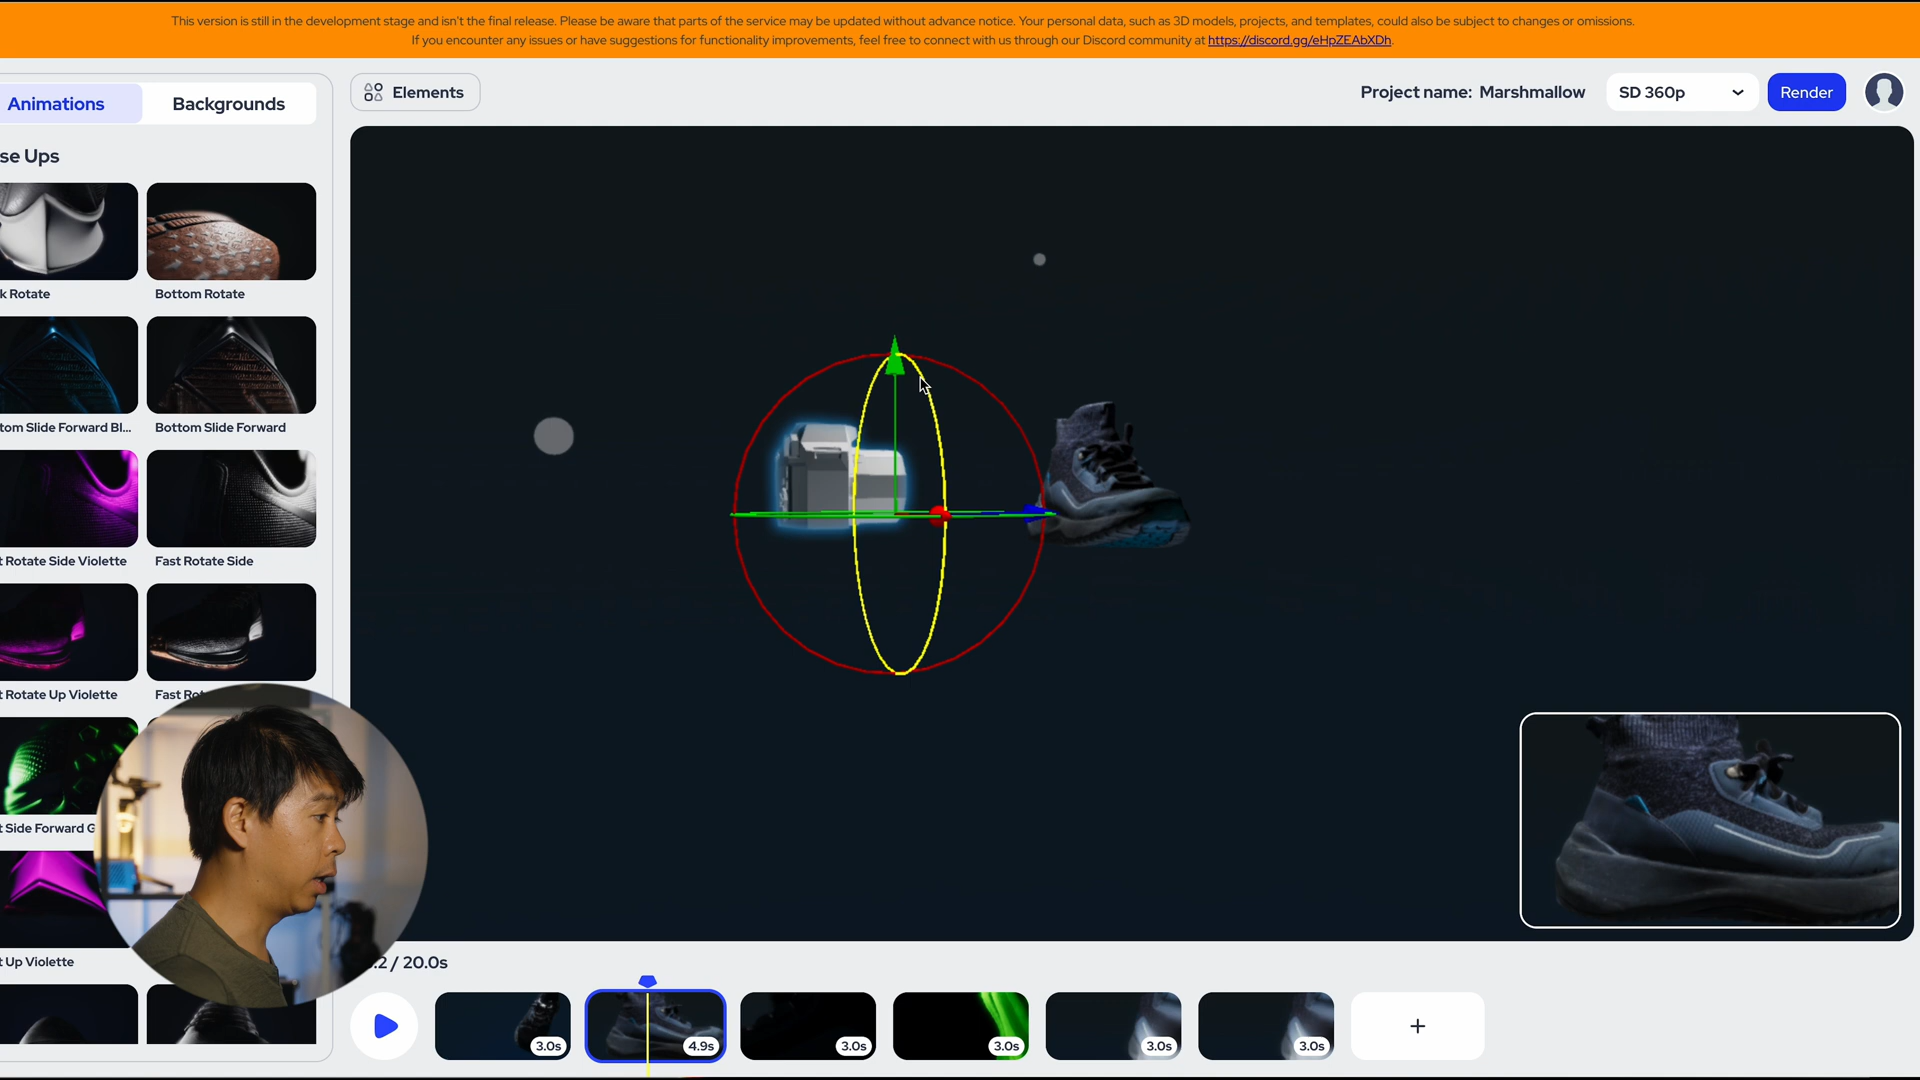 This version is still in the development stage and isn't the final release. Please be aware that parts of the service may be updated without advance notice. Your personal data, such as 3D models, projects, and templates, could also be subject to changes or omissions.
If you encounter any issues or have suggestions for functionality improvements, feel free to connect with us through our Discord community at https://discord.gg/eHpZEAbXDh.
Animations
Backgrounds
Elements
Project name: Marshmallow
SD 360p
Render
se Ups
k Rotate
Bottom Rotate
tom Slide Forward Bl...
Bottom Slide Forward
t Rotate Side Violette
Fast Rotate Side
t Rotate Up Violette
Fast Rot
t Side Forward G
t Up Violette
.2 / 20.0s
3.0s
4.9s
3.0s
3.0s
3.0s
3.0s
+